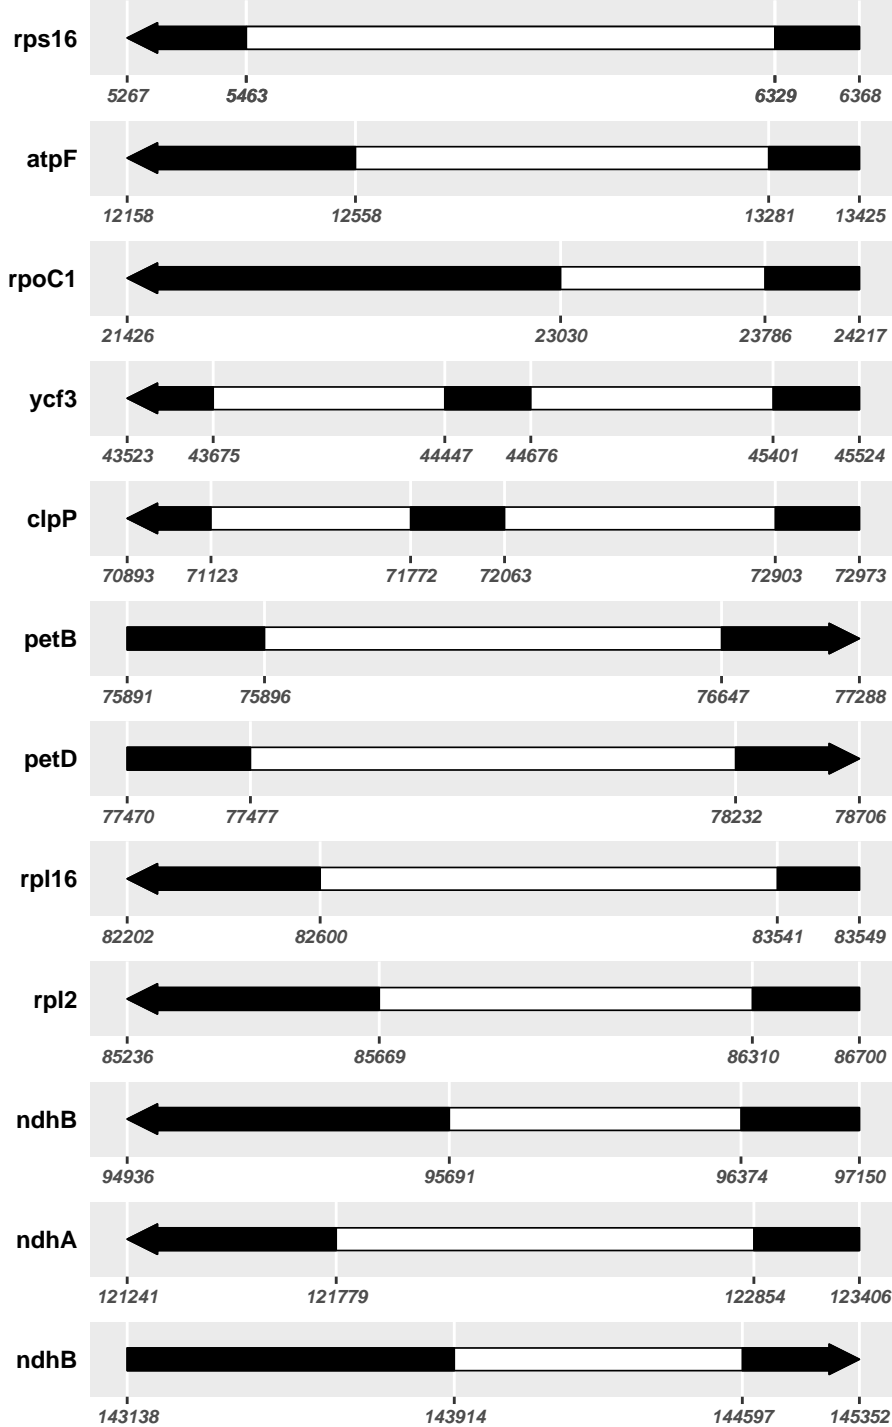 rps16
5267 5463 6329 6368
atpF
12158 12558 13281 13425
rpoC1
21426 23030 23786 24217
ycf3
43523 43675 44447 44676 45401 45524
clpP
70893 71123 71772 72063 72903 72973
petB
75891 75896 76647 77288
petD
77470 77477 78232 78706
rpl16
82202 82600 83541 83549
rpl2
85236 85669 86310 86700
ndhB
94936 95691 96374 97150
ndhA
121241 121779 122854 123406
ndhB
143138 143914 144597 145352